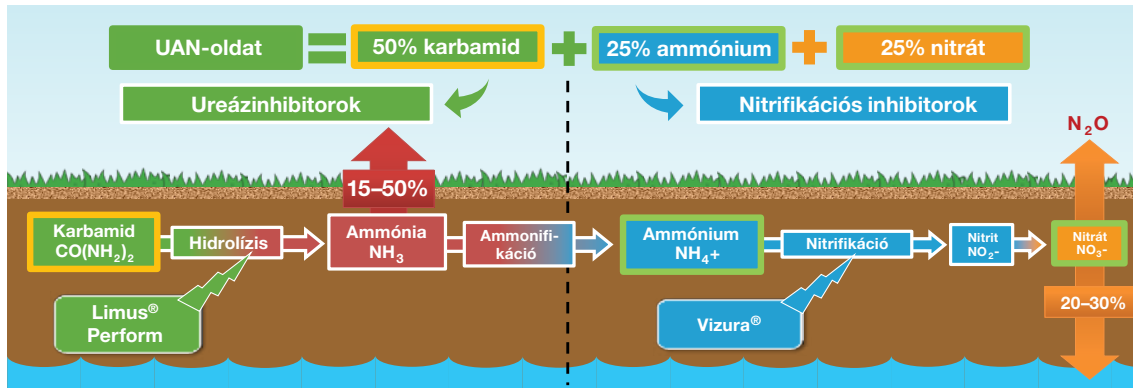 UAN-oldat = 50% karbamid + 25% ammónium + 25% nitrát
Ureázinhibitorok
Nitrifikációs inhibitorok
N₂O
15–50%
Karbamid
CO(NH₂)₂
Hidrolízis
Ammónia
NH₃
Ammonifi-
káció
Ammónium
NH₄+
Nitrifikáció
Nitrit
NO₂-
Nitrát
NO₃-
Limus®
Perform
Vizura®
20–30%